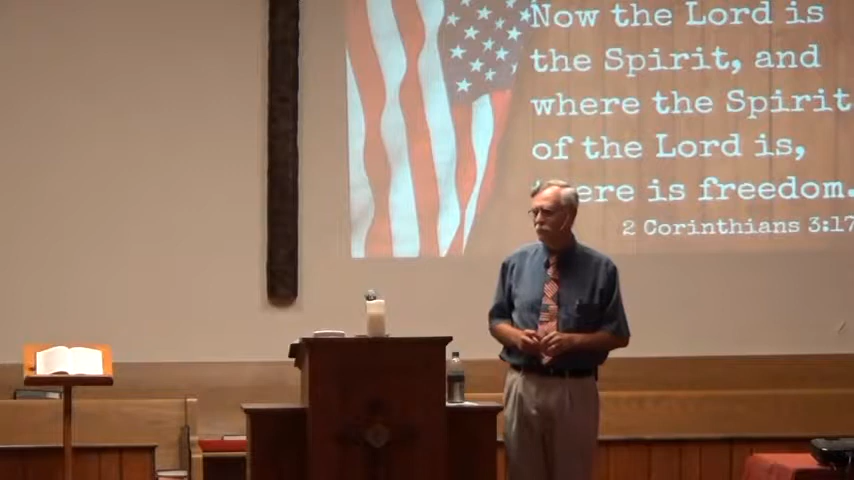 Now the Lord is
the Spirit, and
where the Spirit
of the Lord is,
there is freedom.
2 Corinthians 3:17